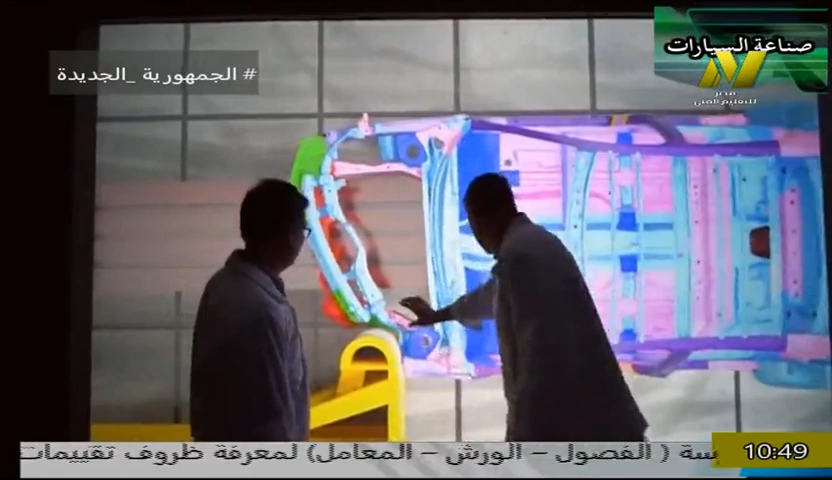 صناعة السيارات
# الجمهورية _الجديدة
مصر
للتعليم الفني
سة ( الفصول – الورش – المعامل) لمعرفة ظروف تقييمات
10:49